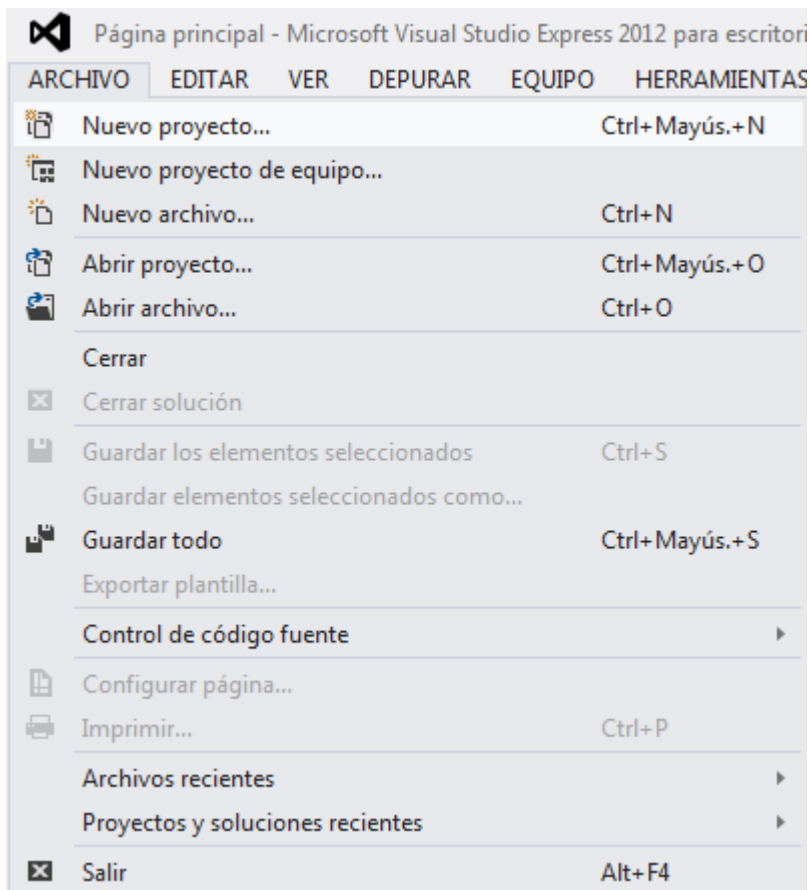 Página principal - Microsoft Visual Studio Express 2012 para escritori
ARCHIVO EDITAR VER DEPURAR EQUIPO HERRAMIENTAS
Nuevo proyecto... Ctrl+Mayús.+N
Nuevo proyecto de equipo...
Nuevo archivo... Ctrl+N
Abrir proyecto... Ctrl+Mayús.+O
Abrir archivo... Ctrl+O
Cerrar
Cerrar solución
Guardar los elementos seleccionados Ctrl+S
Guardar elementos seleccionados como...
Guardar todo Ctrl+Mayús.+S
Exportar plantilla...
Control de código fuente
Configurar página...
Imprimir... Ctrl+P
Archivos recientes
Proyectos y soluciones recientes
Salir Alt+F4